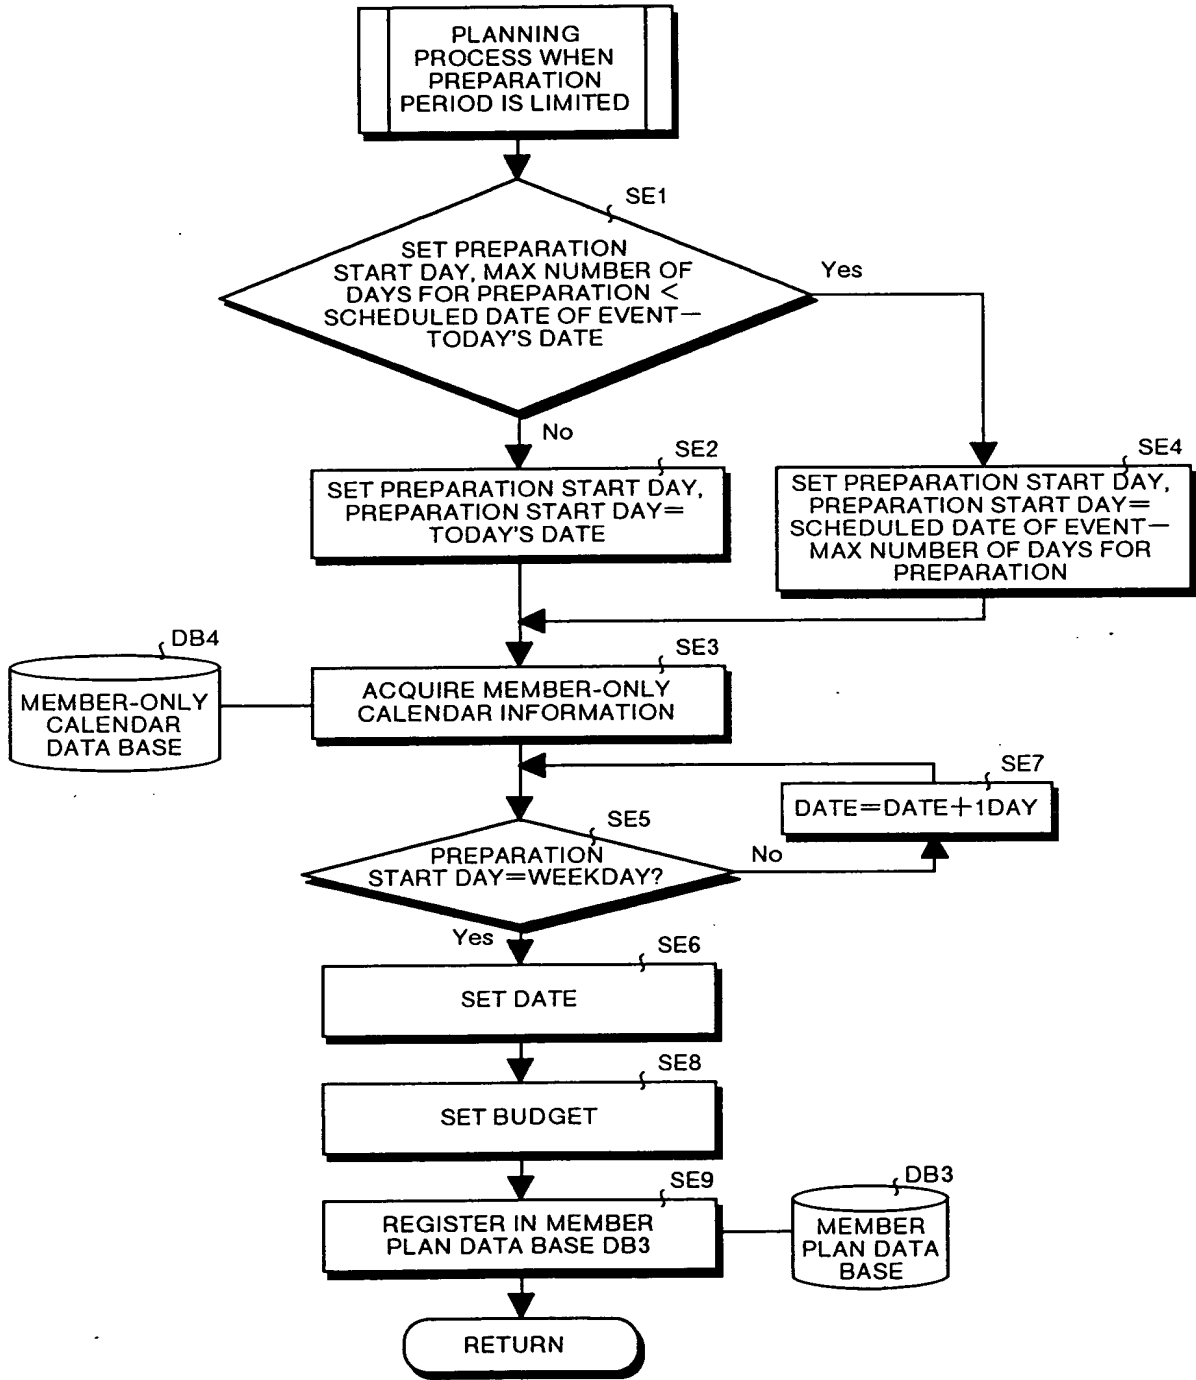 PLANNING
PROCESS WHEN
PREPARATION
PERIOD IS LIMITED
SE1
SET PREPARATION
START DAY, MAX NUMBER OF
DAYS FOR PREPARATION <
SCHEDULED DATE OF EVENT—
TODAY'S DATE
Yes
No
SE2
SET PREPARATION START DAY,
PREPARATION START DAY=
TODAY'S DATE
SE4
SET PREPARATION START DAY,
PREPARATION START DAY=
SCHEDULED DATE OF EVENT—
MAX NUMBER OF DAYS FOR
PREPARATION
DB4
MEMBER-ONLY
CALENDAR
DATA BASE
SE3
ACQUIRE MEMBER-ONLY
CALENDAR INFORMATION
SE7
DATE=DATE+1DAY
SE5
PREPARATION
START DAY=WEEKDAY?
No
Yes
SE6
SET DATE
SE8
SET BUDGET
SE9
REGISTER IN MEMBER
PLAN DATA BASE DB3
DB3
MEMBER
PLAN DATA
BASE
RETURN